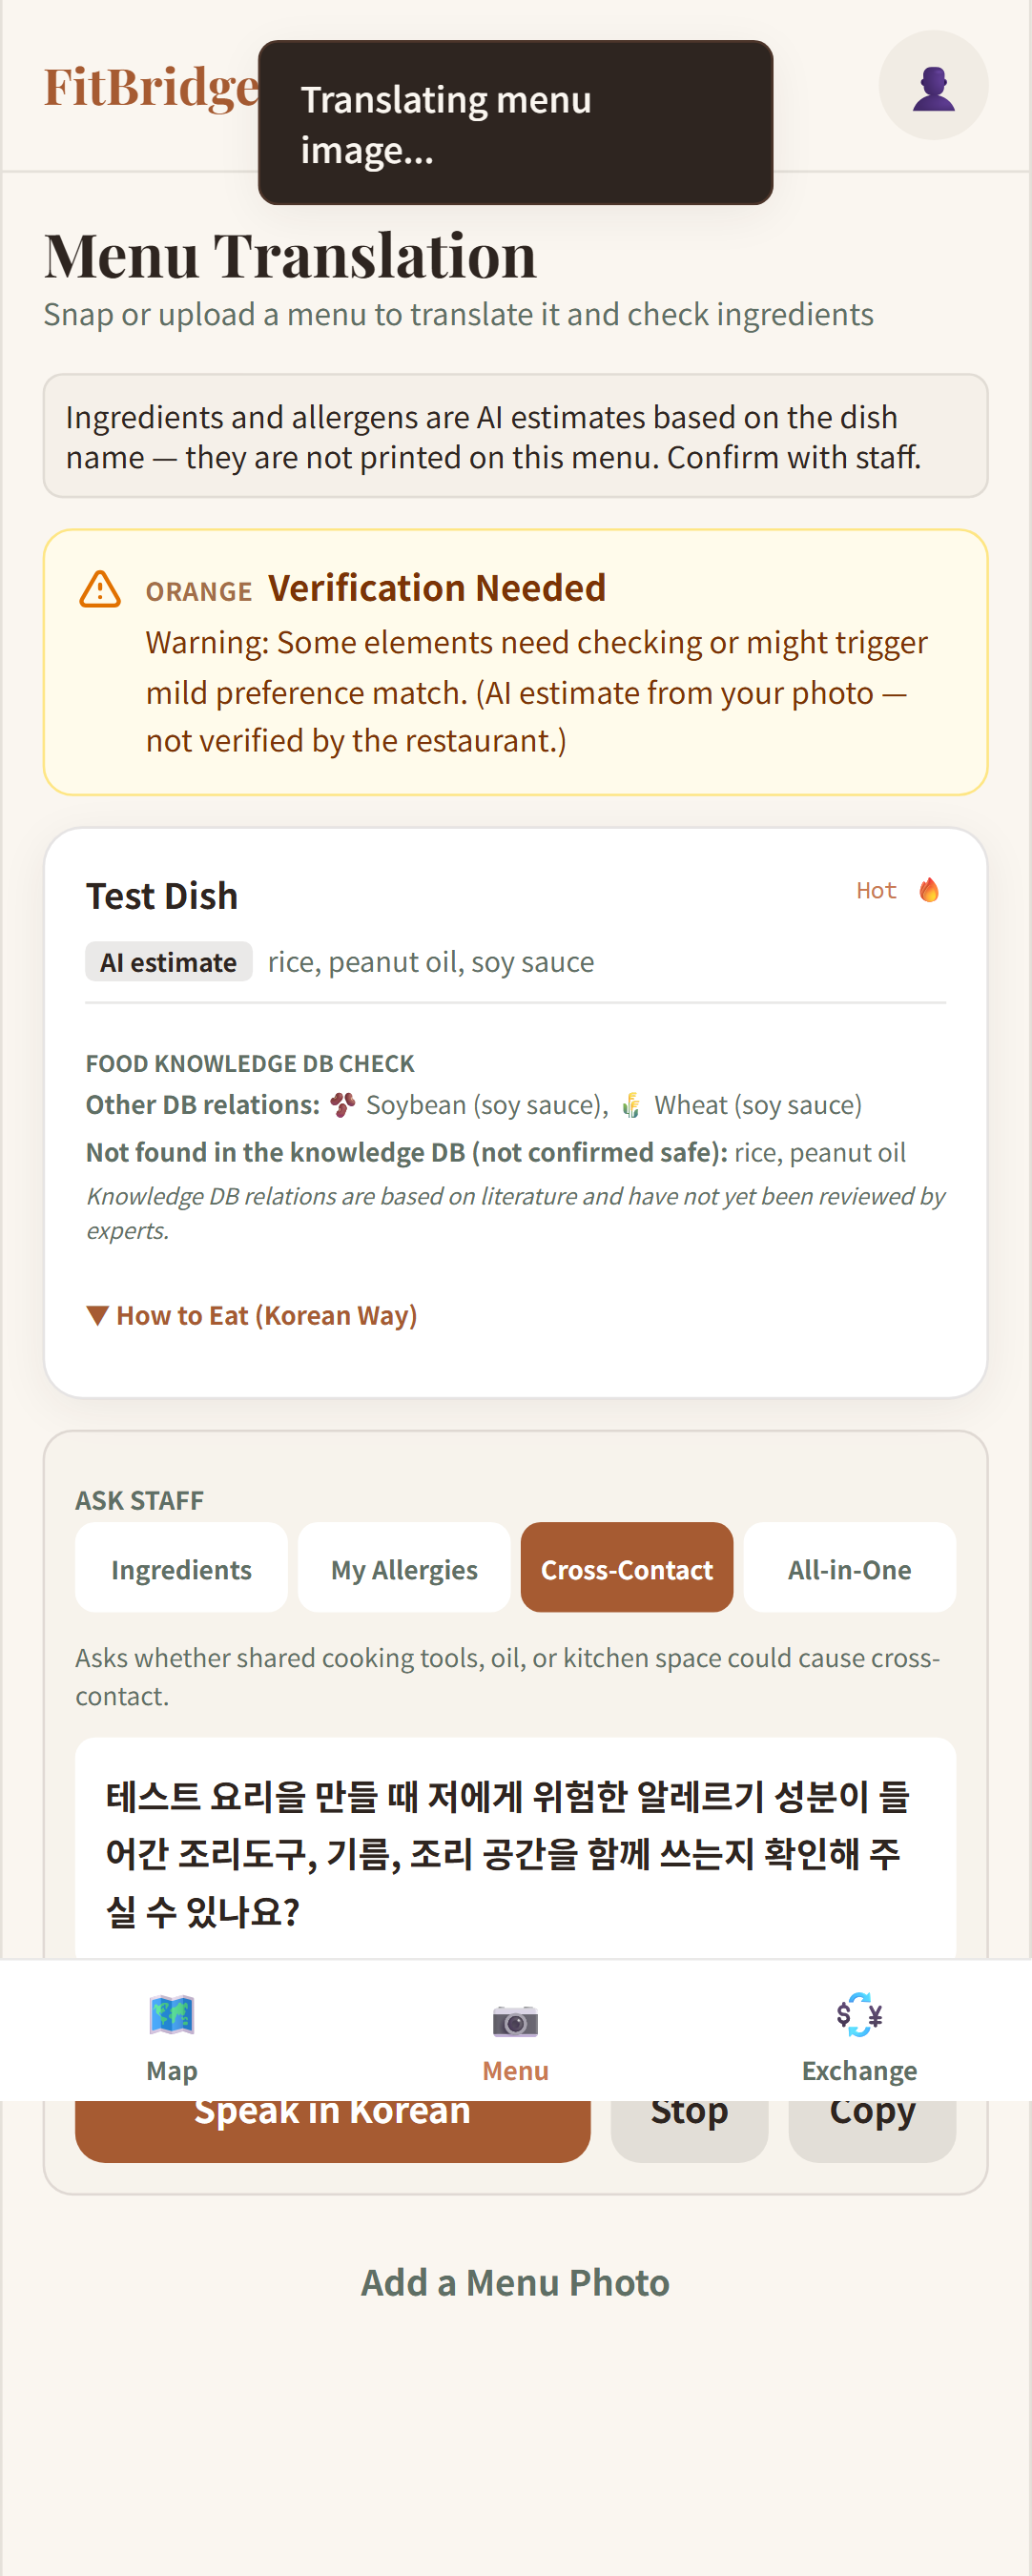 FitBridge
Translating menu
image...
Menu Translation
Snap or upload a menu to translate it and check ingredients
Ingredients and allergens are AI estimates based on the dish
name — they are not printed on this menu. Confirm with staff.
ORANGE Verification Needed
Warning: Some elements need checking or might trigger
mild preference match. (AI estimate from your photo —
not verified by the restaurant.)
Test Dish
Hot
AI estimate rice, peanut oil, soy sauce
FOOD KNOWLEDGE DB CHECK
Other DB relations: Soybean (soy sauce), Wheat (soy sauce)
Not found in the knowledge DB (not confirmed safe): rice, peanut oil
Knowledge DB relations are based on literature and have not yet been reviewed by
experts.
▼ How to Eat (Korean Way)
ASK STAFF
Ingredients
My Allergies
Cross-Contact
All-in-One
Asks whether shared cooking tools, oil, or kitchen space could cause cross-
contact.
테스트 요리을 만들 때 저에게 위험한 알레르기 성분이 들
어간 조리도구, 기름, 조리 공간을 함께 쓰는지 확인해 주
실 수 있나요?
Map
Menu
Exchange
Speak in Korean
Stop
Copy
Add a Menu Photo